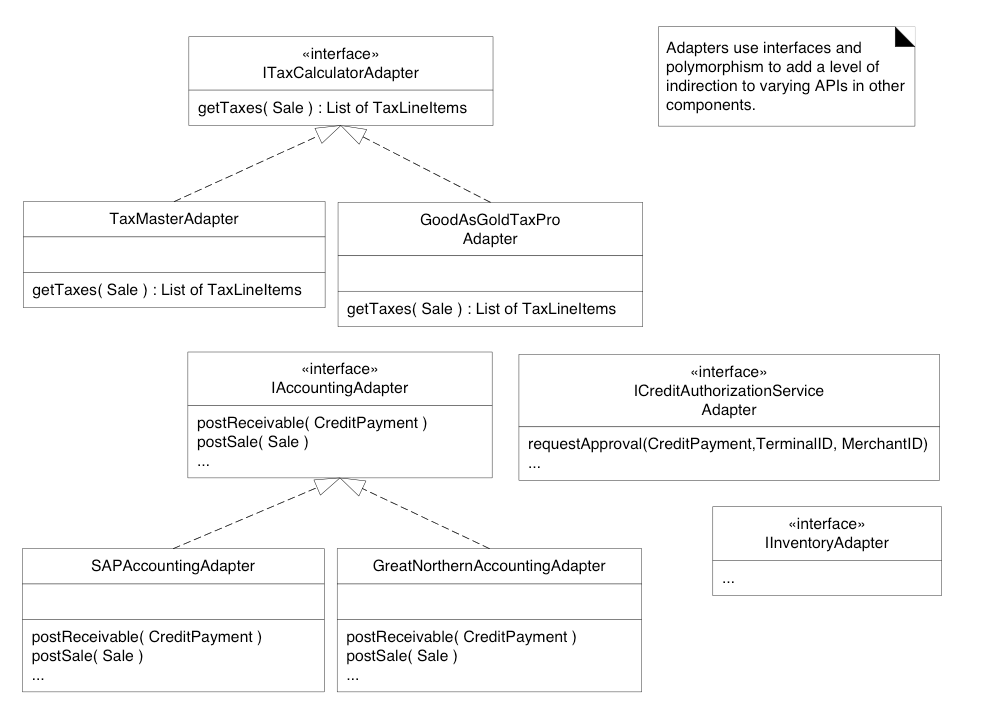 «interface»
ITaxCalculatorAdapter
getTaxes( Sale ) : List of TaxLineItems
Adapters use interfaces and
polymorphism to add a level of
indirection to varying APIs in other
components.
TaxMasterAdapter
getTaxes( Sale ) : List of TaxLineItems
GoodAsGoldTaxPro
Adapter
getTaxes( Sale ) : List of TaxLineItems
«interface»
IAccountingAdapter
postReceivable( CreditPayment )
postSale( Sale )
...
«interface»
ICreditAuthorizationService
Adapter
requestApproval(CreditPayment,TerminalID, MerchantID)
...
«interface»
IInventoryAdapter
...
SAPAccountingAdapter
postReceivable( CreditPayment )
postSale( Sale )
...
GreatNorthernAccountingAdapter
postReceivable( CreditPayment )
postSale( Sale )
...